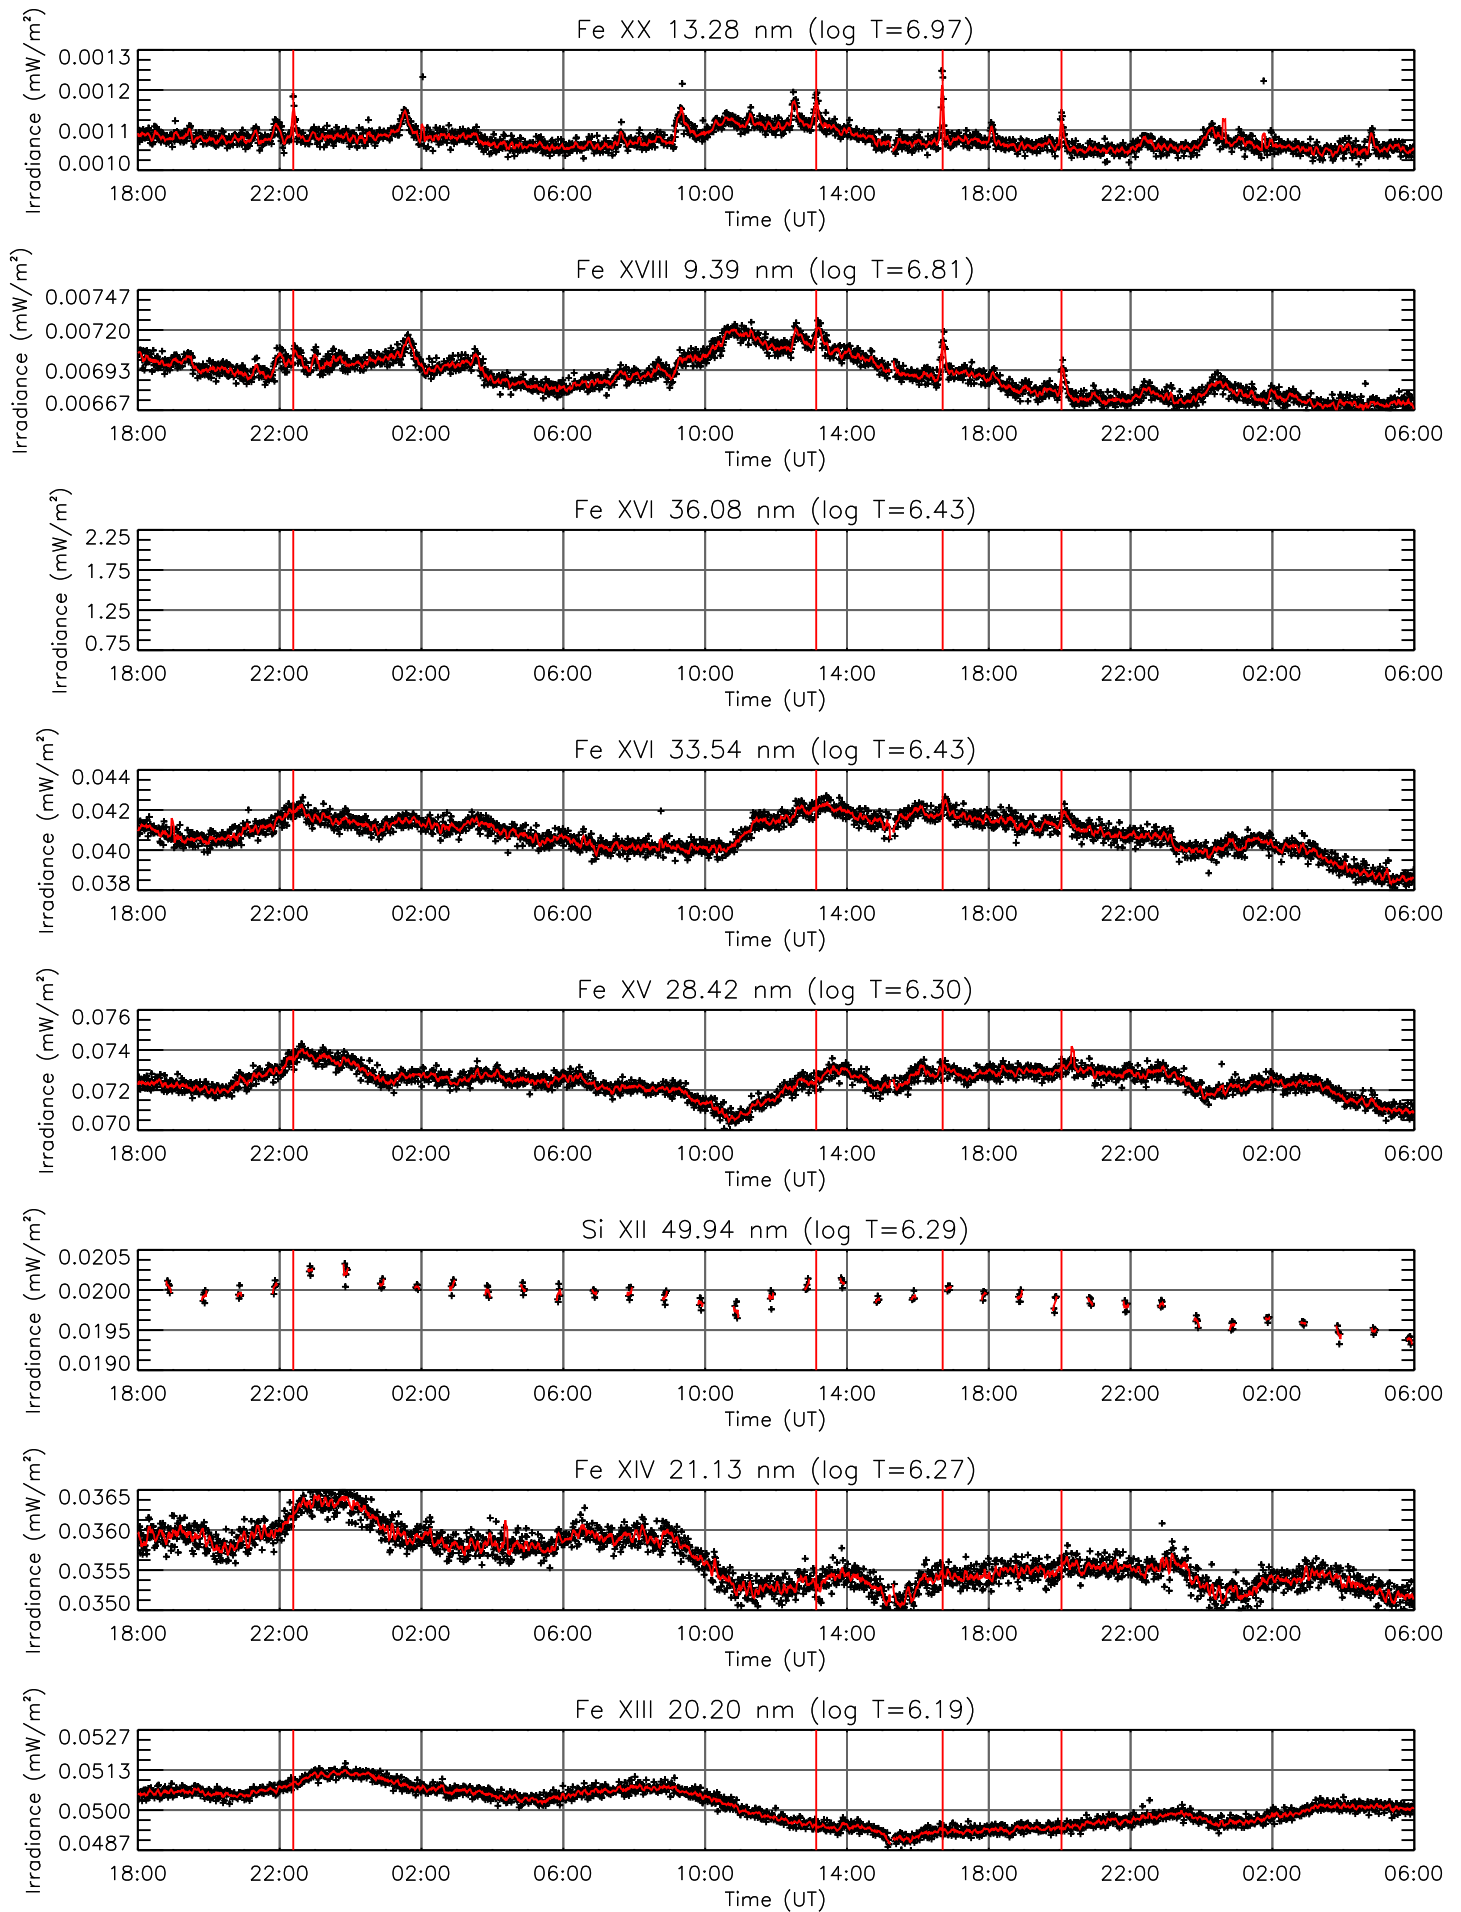 Fe XX 13.28 nm (log T=6.97)
Irradiance (mW/m²)
0.0013
0.0012
0.0011
0.0010
18:00 22:00 02:00 06:00 10:00 14:00 18:00 22:00 02:00 06:00
Time (UT)
Fe XVIII 9.39 nm (log T=6.81)
Irradiance (mW/m²)
0.00747
0.00720
0.00693
0.00667
18:00 22:00 02:00 06:00 10:00 14:00 18:00 22:00 02:00 06:00
Time (UT)
Fe XVI 36.08 nm (log T=6.43)
Irradiance (mW/m²)
2.25
1.75
1.25
0.75
18:00 22:00 02:00 06:00 10:00 14:00 18:00 22:00 02:00 06:00
Time (UT)
Fe XVI 33.54 nm (log T=6.43)
Irradiance (mW/m²)
0.044
0.042
0.040
0.038
18:00 22:00 02:00 06:00 10:00 14:00 18:00 22:00 02:00 06:00
Time (UT)
Fe XV 28.42 nm (log T=6.30)
Irradiance (mW/m²)
0.076
0.074
0.072
0.070
18:00 22:00 02:00 06:00 10:00 14:00 18:00 22:00 02:00 06:00
Time (UT)
Si XII 49.94 nm (log T=6.29)
Irradiance (mW/m²)
0.0205
0.0200
0.0195
0.0190
18:00 22:00 02:00 06:00 10:00 14:00 18:00 22:00 02:00 06:00
Time (UT)
Fe XIV 21.13 nm (log T=6.27)
Irradiance (mW/m²)
0.0365
0.0360
0.0355
0.0350
18:00 22:00 02:00 06:00 10:00 14:00 18:00 22:00 02:00 06:00
Time (UT)
Fe XIII 20.20 nm (log T=6.19)
Irradiance (mW/m²)
0.0527
0.0513
0.0500
0.0487
18:00 22:00 02:00 06:00 10:00 14:00 18:00 22:00 02:00 06:00
Time (UT)